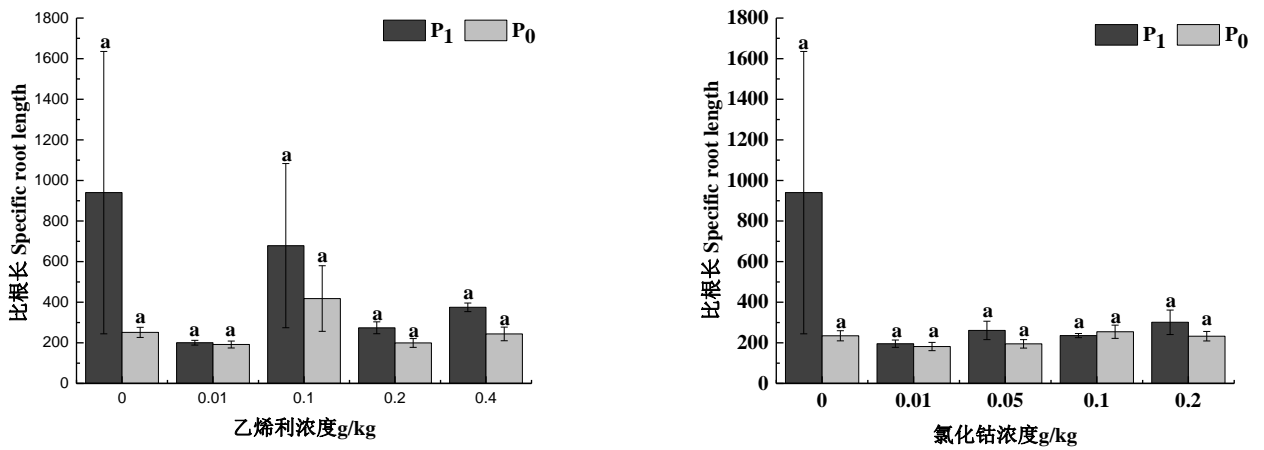 1800
1600
1400
1200
1000
800
600
400
200
0
比根长 Specific root length
P1
P0
a
a
a
a
a
a
a
a
a
a
0
0.01
0.1
0.2
0.4
乙烯利浓度g/kg
1800
1600
1400
1200
1000
800
600
400
200
0
比根长 Specific root length
P1
P0
a
a
a
a
a
a
a
a
a
a
0
0.01
0.05
0.1
0.2
氯化钴浓度g/kg